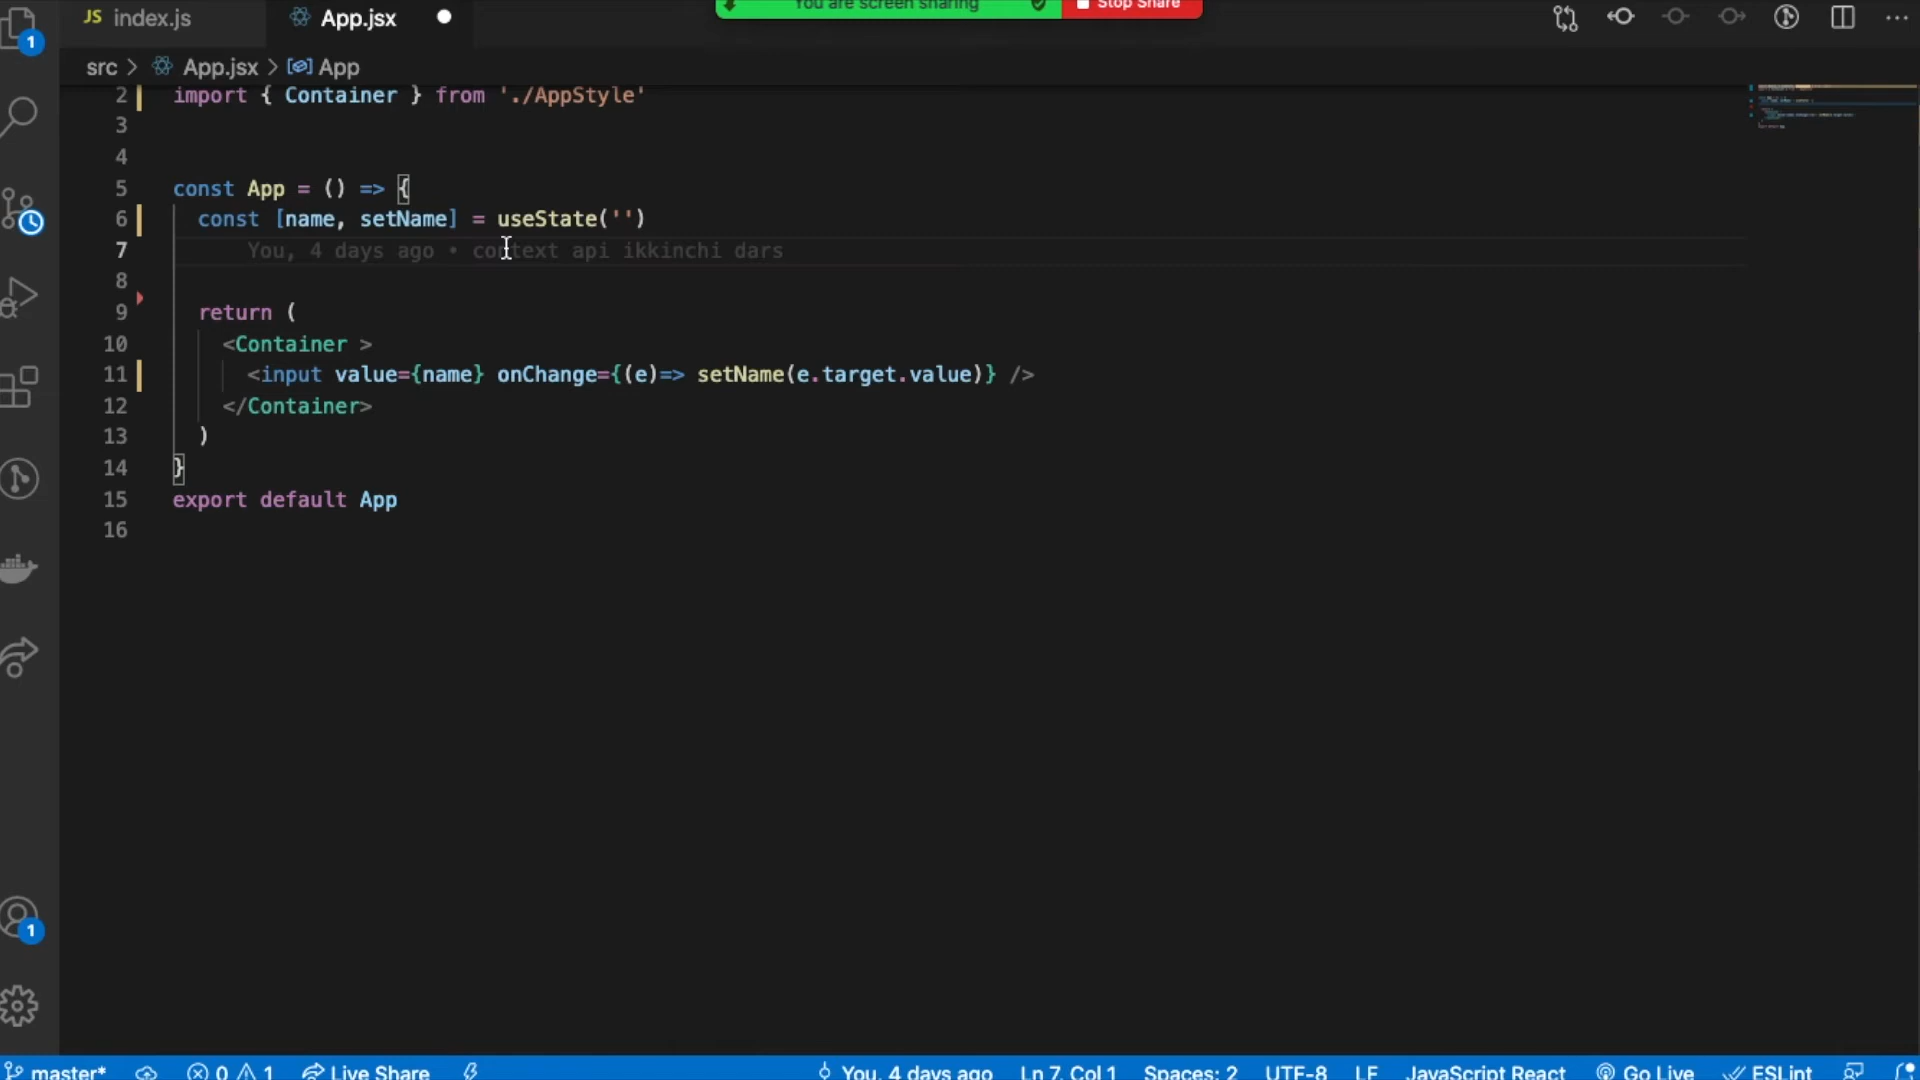 You are screen sharing
Stop Share
JS index.js
App.jsx
1
src > App.jsx > App
2 import { Container } from './AppStyle'
3
4
5 const App = () => {
6 const [name, setName] = useState('')
7 You, 4 days ago • context api ikkinchi dars
8
9 return (
10 <Container >
11 <input value={name} onChange={(e)=> setName(e.target.value)} />
12 </Container>
13 )
14 }
15 export default App
16
1
master* 0 1 Live Share You, 4 days ago Ln 7, Col 1 Spaces: 2 UTF-8 LF JavaScript React Go Live ESLint